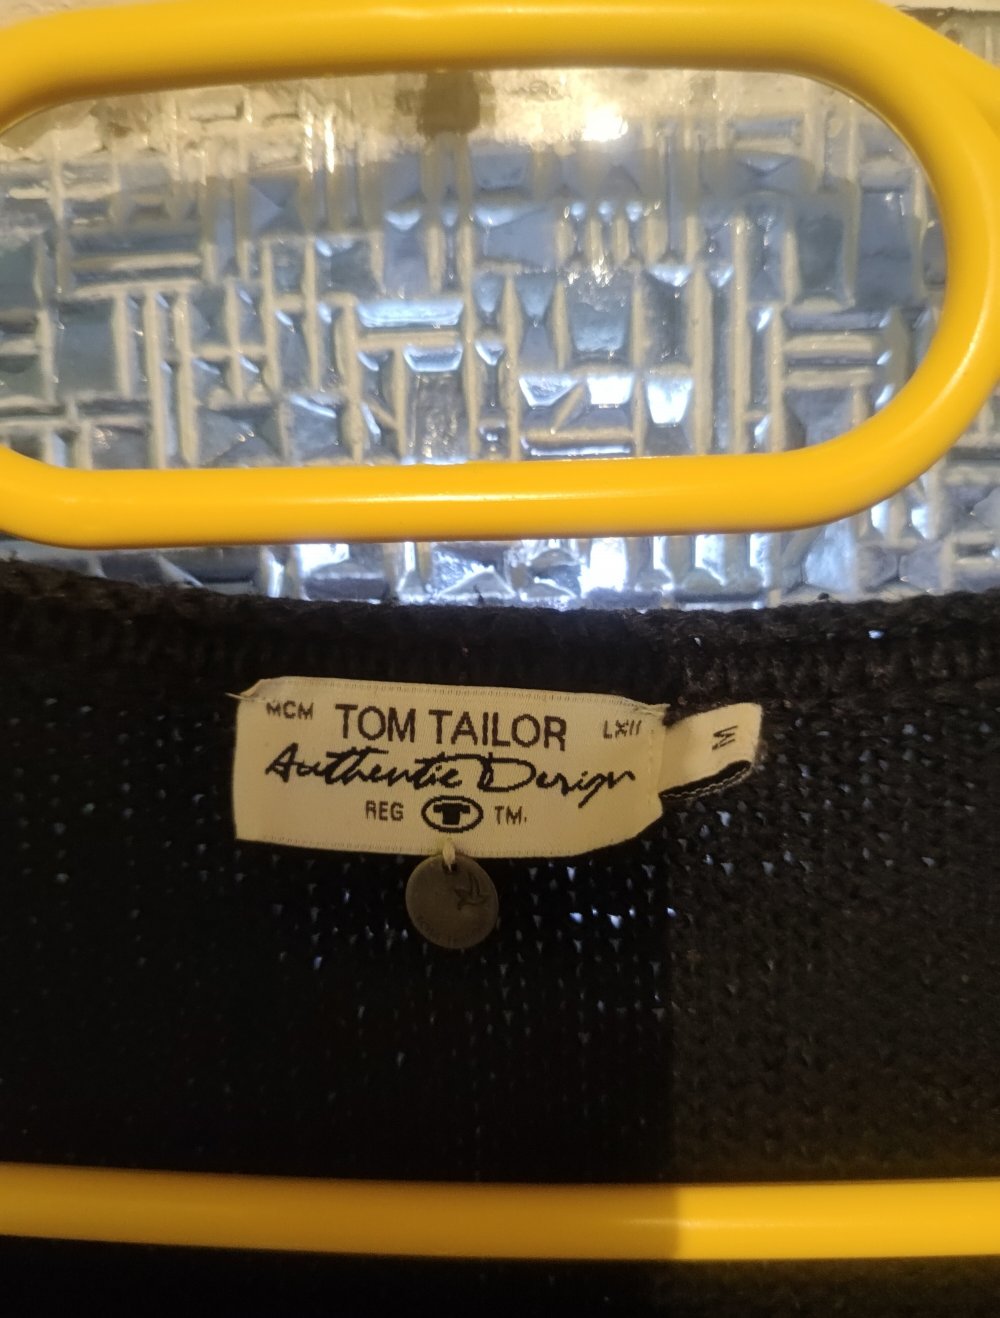 MCM TOM TAILOR LXII
Authentic Design
REG T TM.
M